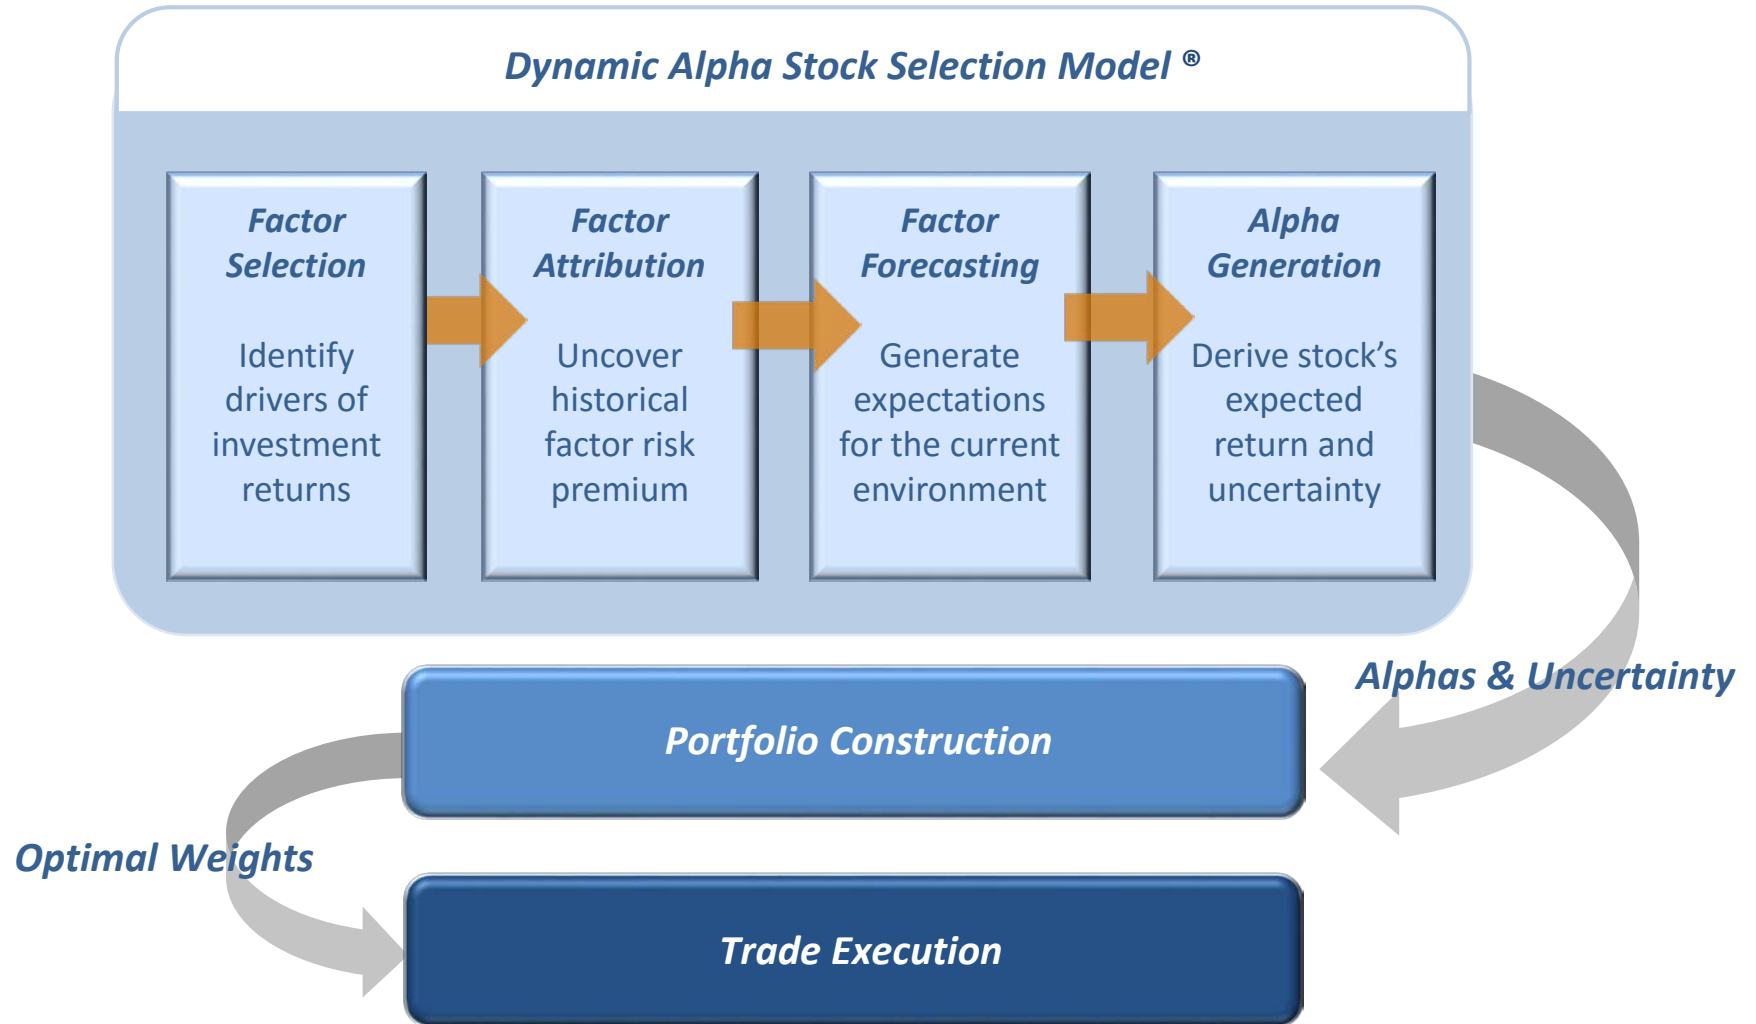 Dynamic Alpha Stock Selection Model ®
Factor
Selection
Identify
drivers of
investment
returns
Factor
Attribution
Uncover
historical
factor risk
premium
Factor
Forecasting
Generate
expectations
for the current
environment
Alpha
Generation
Derive stock’s
expected
return and
uncertainty
Alphas & Uncertainty
Portfolio Construction
Optimal Weights
Trade Execution